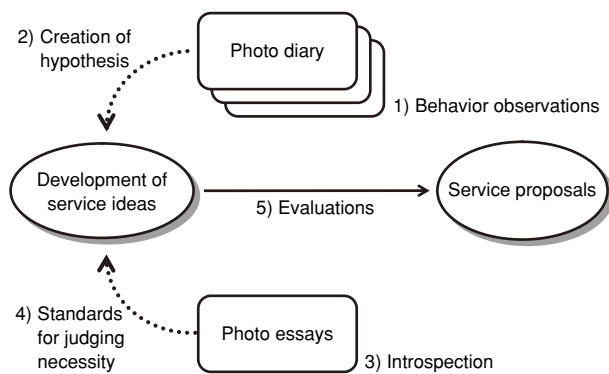 2) Creation of
hypothesis
Photo diary
1) Behavior observations
Development of
service ideas
5) Evaluations
Service proposals
4) Standards
for judging
necessity
Photo essays
3) Introspection